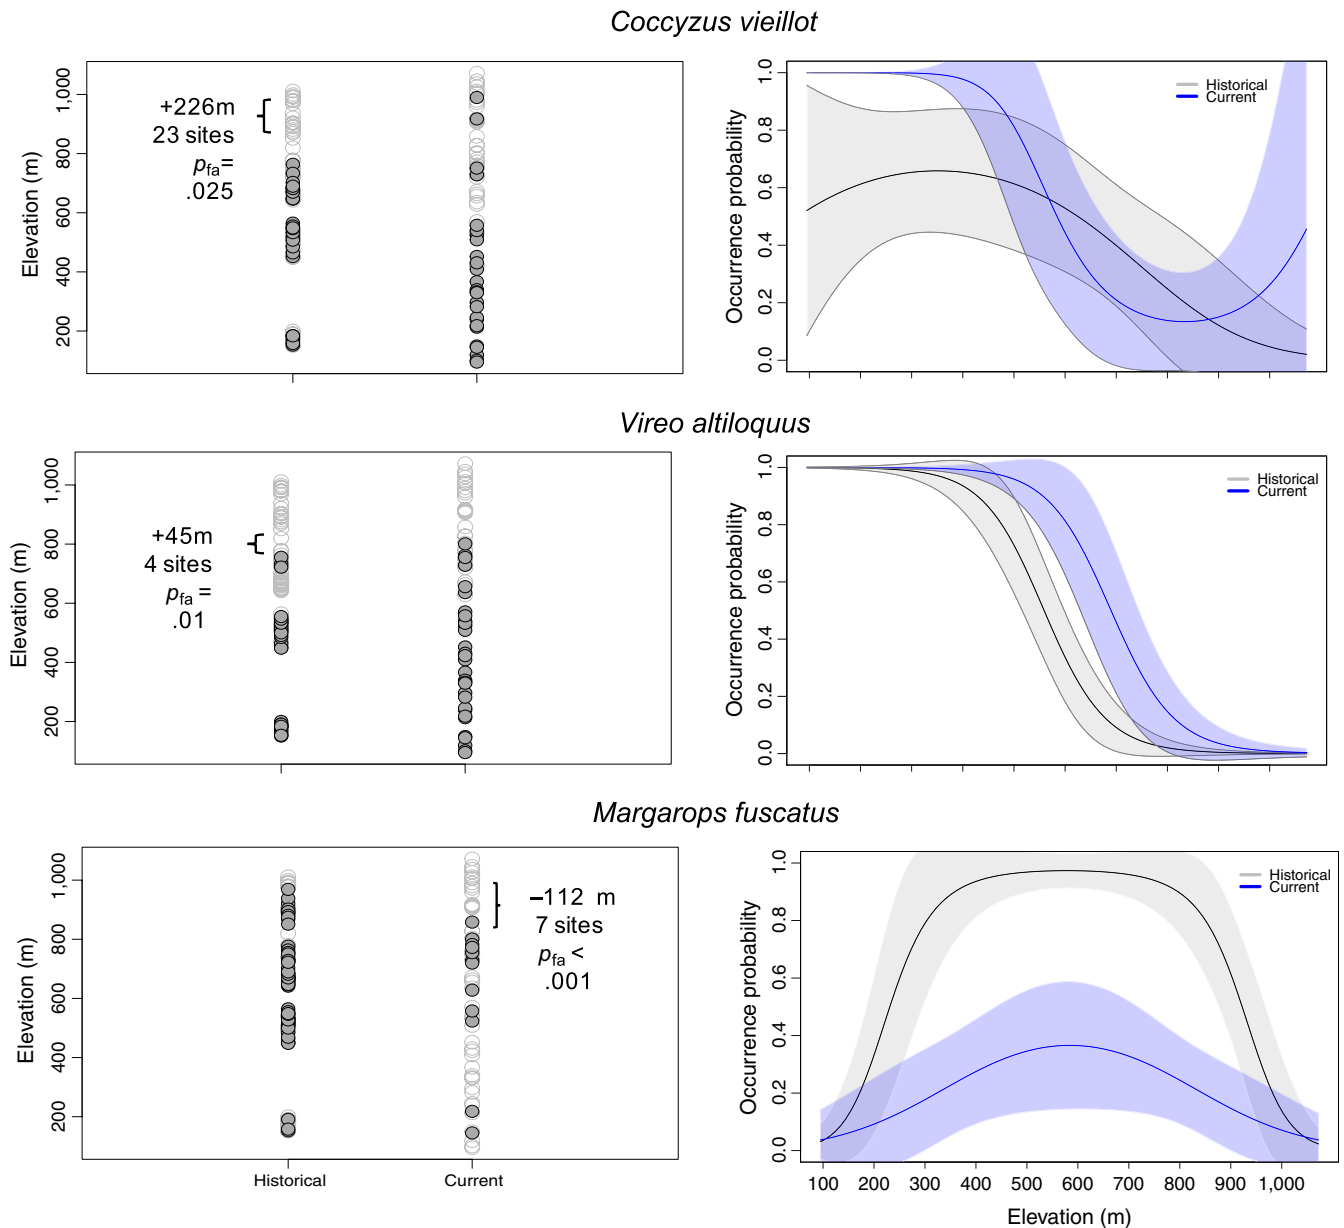 Coccyzus vieillot
Elevation (m)
1,000
800
600
400
200
+226m
23 sites
pfa=
.025
Occurrence probability
1.0
0.8
0.6
0.4
0.2
0.0
Historical
Current
Vireo altiloquus
Elevation (m)
1,000
800
600
400
200
+45m
4 sites
pfa =
.01
Occurrence probability
1.0
0.8
0.6
0.4
0.2
0.0
Historical
Current
Margarops fuscatus
Elevation (m)
1,000
800
600
400
200
−112 m
7 sites
pfa <
.001
Historical Current
Occurrence probability
1.0
0.8
0.6
0.4
0.2
0.0
Historical
Current
100 200 300 400 500 600 700 800 900 1,000
Elevation (m)